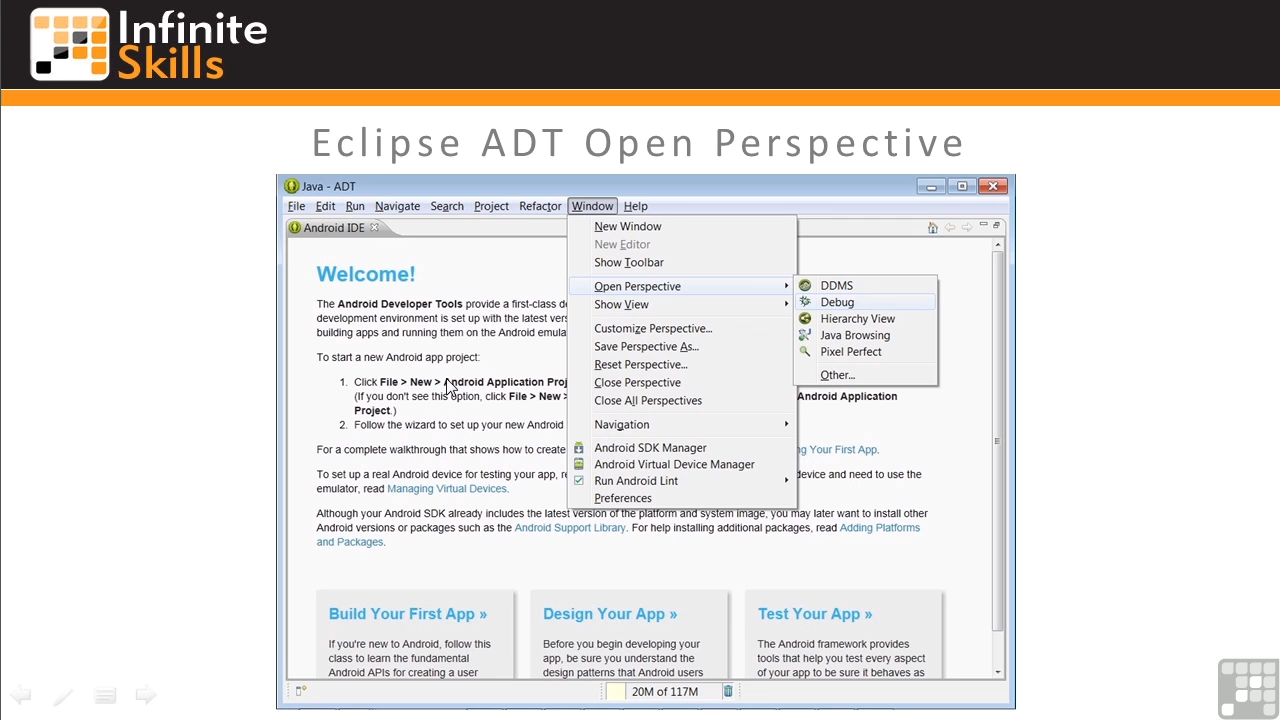 Infinite
Skills
Eclipse ADT Open Perspective
Java - ADT
File Edit Run Navigate Search Project Refactor Window Help
Android IDE
New Window
New Editor
Show Toolbar
Open Perspective
Show View
Customize Perspective...
Save Perspective As...
Reset Perspective...
Close Perspective
Close All Perspectives
Navigation
Android SDK Manager
Android Virtual Device Manager
Run Android Lint
Preferences
DDMS
Debug
Hierarchy View
Java Browsing
Pixel Perfect
Other...
Welcome!
The Android Developer Tools provide a first-class de
development environment is set up with the latest vers
building apps and running them on the Android emula
To start a new Android app project:
1. Click File > New > Android Application Proj
(If you don't see this option, click File > New > Android Application
Project.)
2. Follow the wizard to set up your new Android
For a complete walkthrough that shows how to create ng Your First App.
To set up a real Android device for testing your app, re device and need to use the
emulator, read Managing Virtual Devices.
Although your Android SDK already includes the latest version of the platform and system image, you may later want to install other
Android versions or packages such as the Android Support Library. For help installing additional packages, read Adding Platforms
and Packages.
Build Your First App »
If you're new to Android, follow this
class to learn the fundamental
Android APIs for creating a user
Design Your App »
Before you begin developing your
app, be sure you understand the
design patterns that Android users
Test Your App »
The Android framework provides
tools that help you test every aspect
of your app to be sure it behaves as
20M of 117M